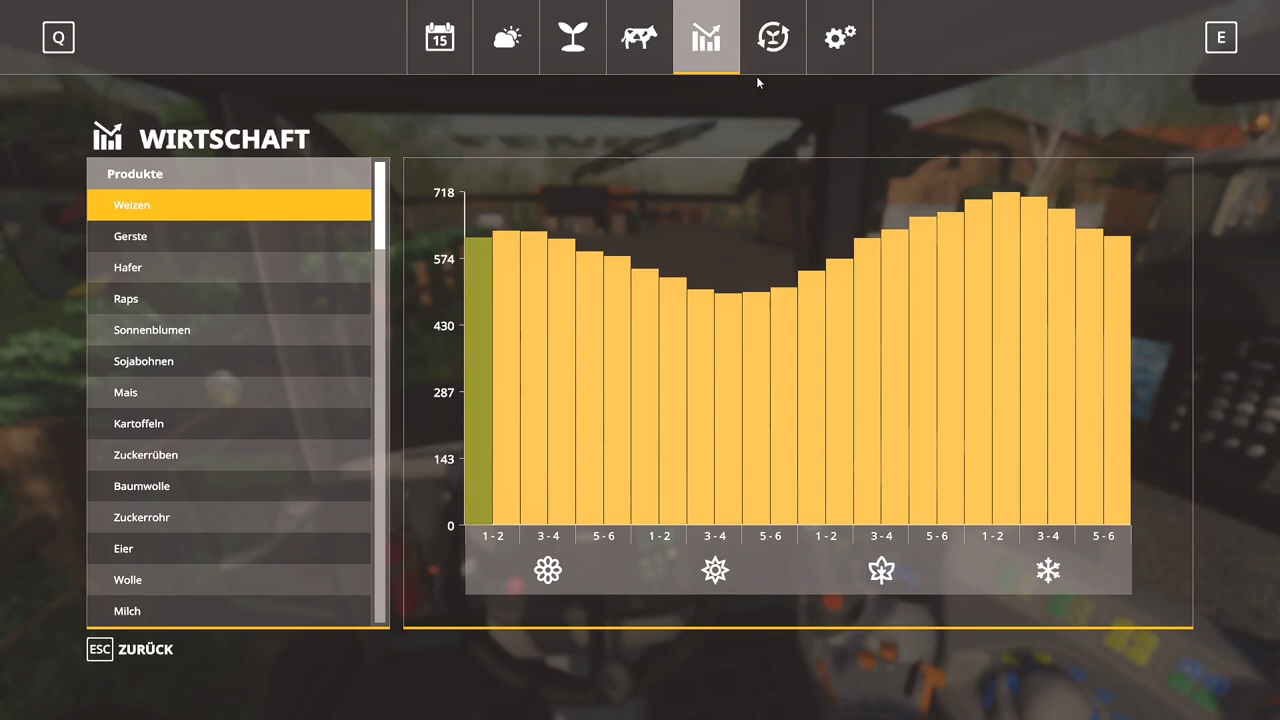 Q
15
E
WIRTSCHAFT
Produkte
Weizen
Gerste
Hafer
Raps
Sonnenblumen
Sojabohnen
Mais
Kartoffeln
Zuckerrüben
Baumwolle
Zuckerrohr
Eier
Wolle
Milch
718
574
430
287
143
0
1 - 2 3 - 4 5 - 6 1 - 2 3 - 4 5 - 6 1 - 2 3 - 4 5 - 6 1 - 2 3 - 4 5 - 6
ESC ZURÜCK